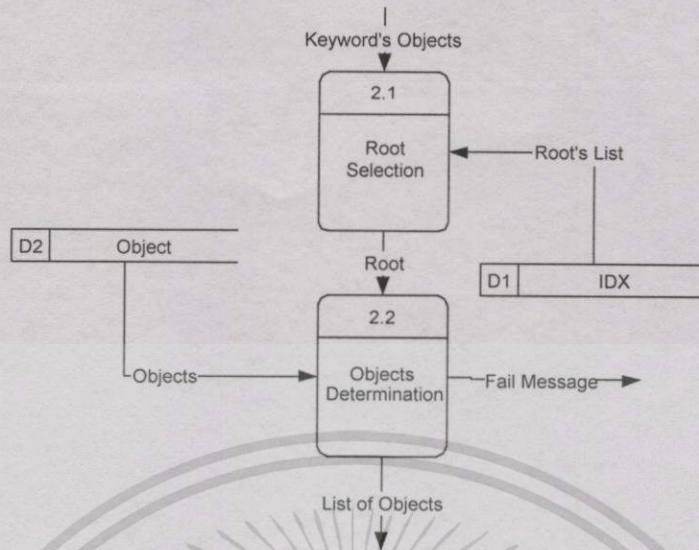 Keyword's Objects
2.1
Root
Selection
Root's List
D2 Object
Root
D1 IDX
2.2
Objects
Objects
Determination
Fail Message
List of Objects